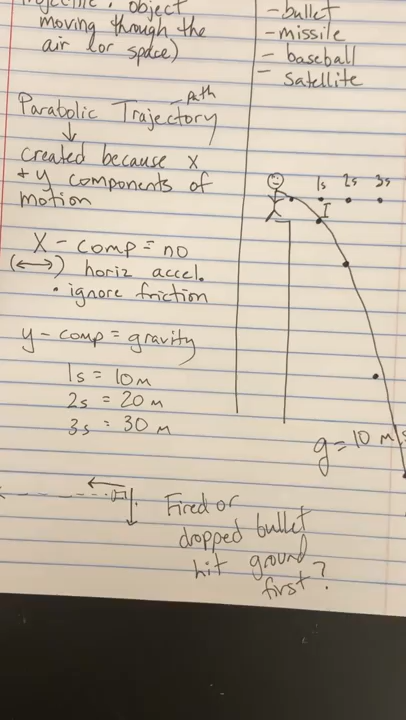 object
moving through the
air (or space)
- bullet
- missile
- baseball
- satellite
Parabolic Trajectory
- path
created because x
+ y components of
motion
X - comp = no
(↔) horiz accel.
• ignore friction
y - comp = gravity
1s = 10 m
2s = 20 m
3s = 30 m
1s 2s 3s
g = 10 m/s
Fired or
dropped bullet
hit ground
first?